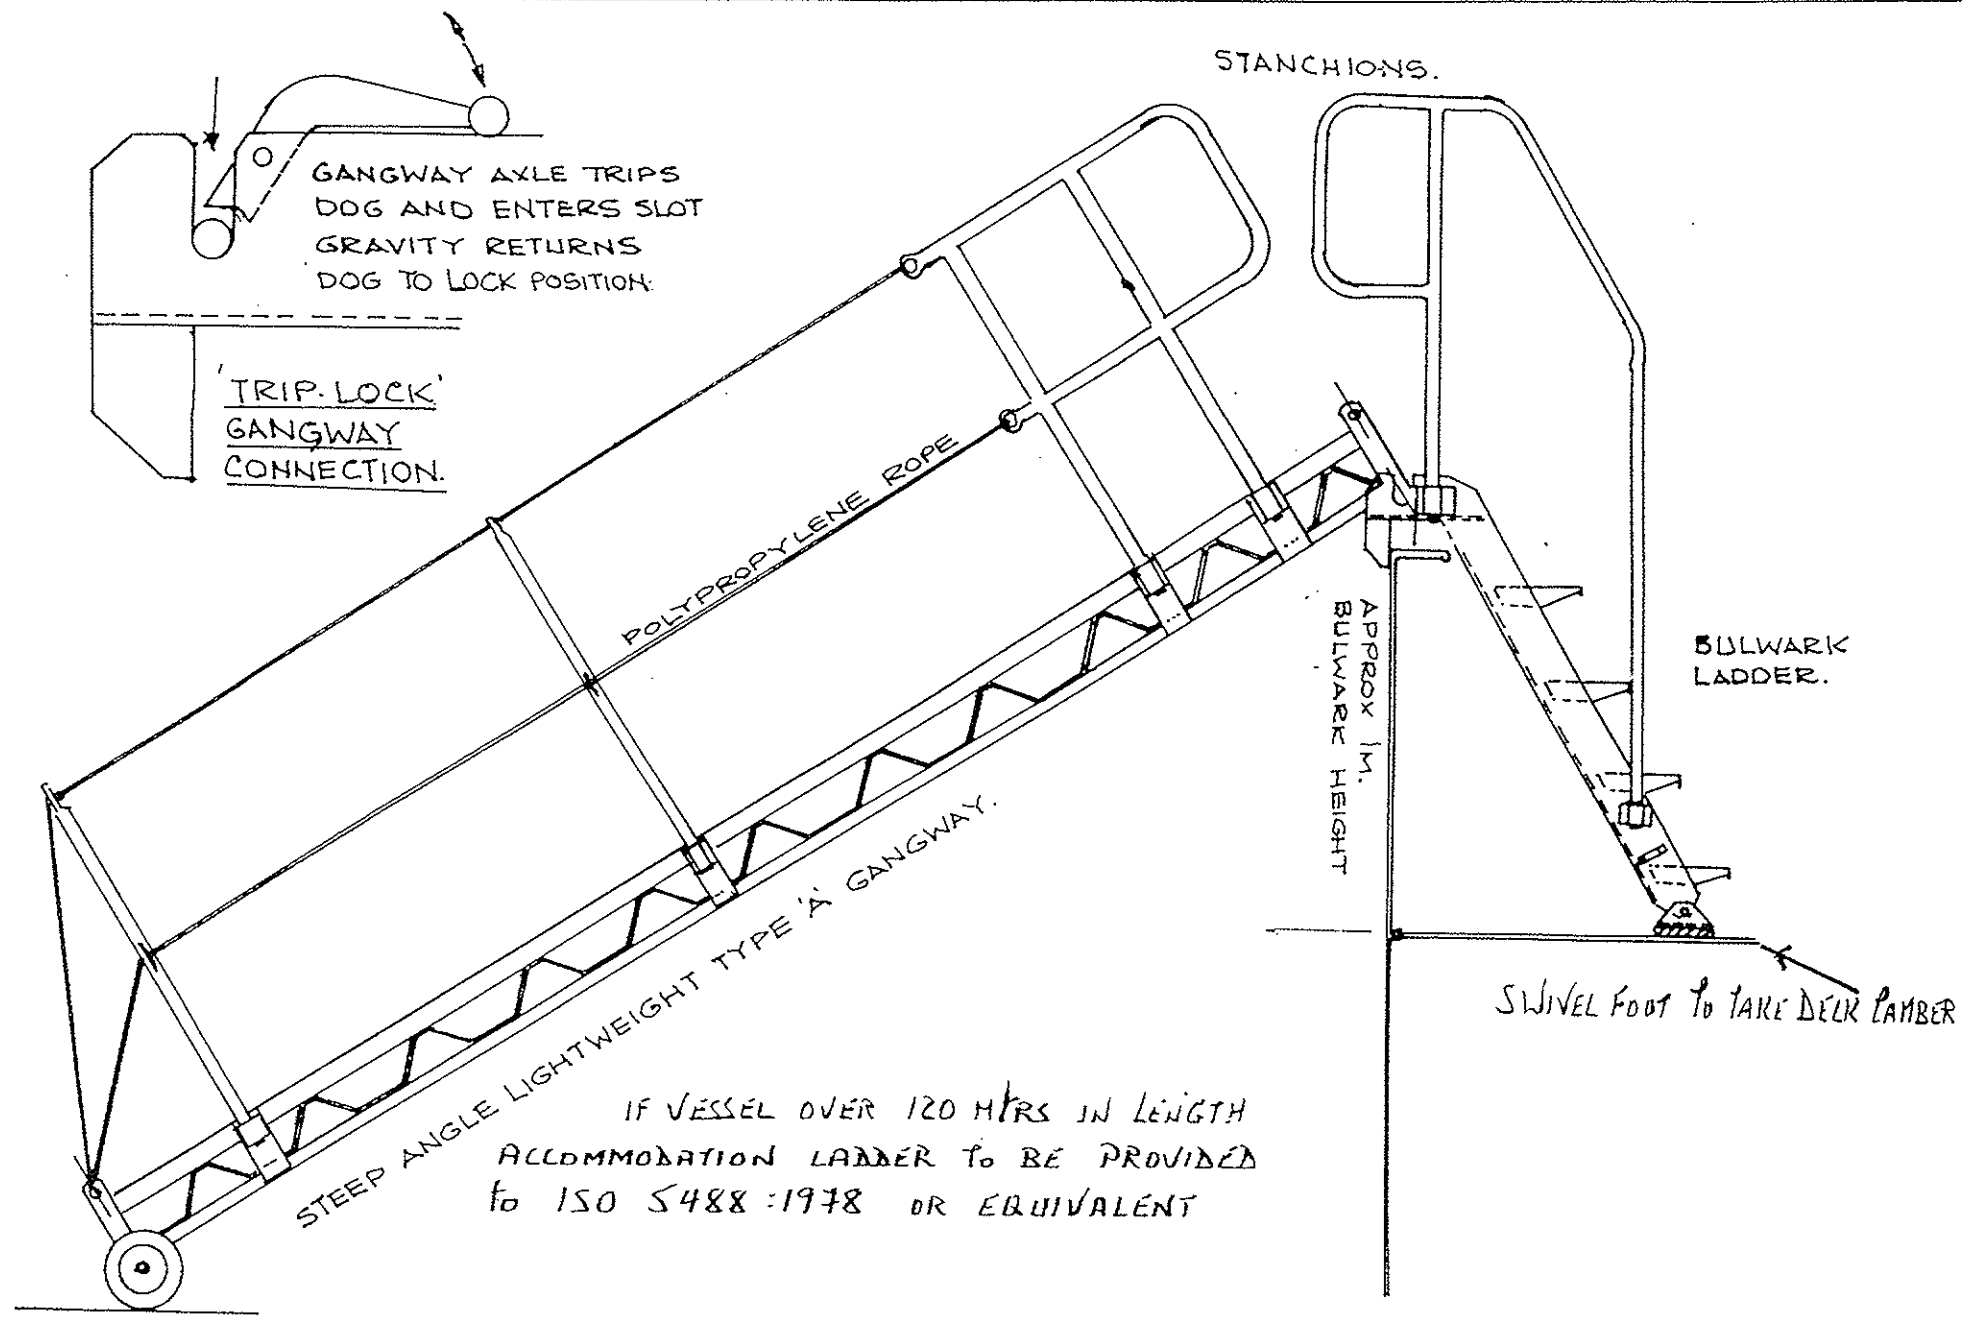 STANCHIONS.
GANGWAY AXLE TRIPS
DOG AND ENTERS SLOT
GRAVITY RETURNS
DOG TO LOCK POSITION.
'TRIP-LOCK'
GANGWAY
CONNECTION.
POLYPROPYLENE ROPE
APPROX 1M.
BULWARK HEIGHT
BULWARK
LADDER.
STEEP ANGLE LIGHTWEIGHT TYPE 'A' GANGWAY.
SWIVEL FOOT TO TAKE DECK CAMBER
IF VESSEL OVER 120 MTRS IN LENGTH
ACCOMMODATION LADDER TO BE PROVIDED
TO ISO 5488:1978 OR EQUIVALENT